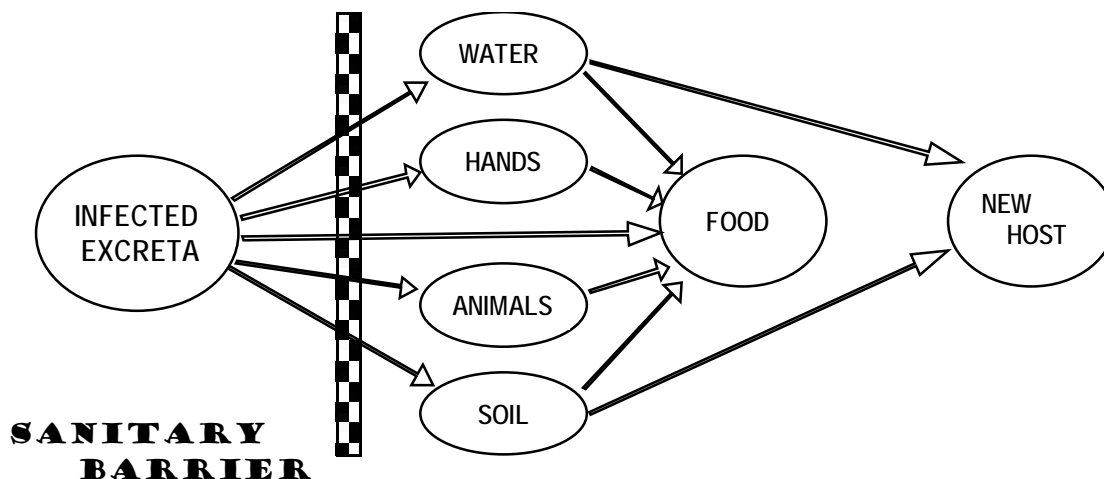 WATER
HANDS
INFECTED
EXCRETA
FOOD
NEW
HOST
ANIMALS
SOIL
SANITARY
BARRIER